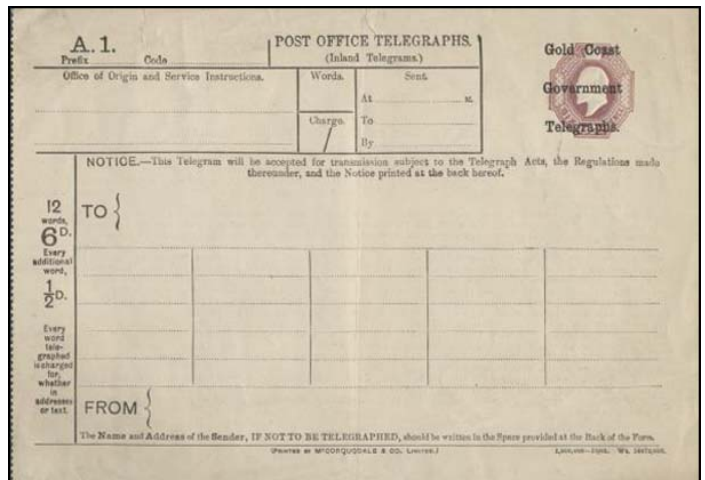 A. 1.
Prefix Code
POST OFFICE TELEGRAPHS.
(Inland Telegrams.)
Gold Coast
Government
Telegraphs.
Office of Origin and Service Instructions.
Words.
Sent.
At M.
Charge.
To
By
NOTICE.—This Telegram will be accepted for transmission subject to the Telegraph Acts, the Regulations made
thereunder, and the Notice printed at the back hereof.
12
words,
6D.
Every
additional
word,
½D.
Every
word
tele-
graphed
is charged
for,
whether
in
addresses
or text.
TO
FROM
The Name and Address of the Sender, IF NOT TO BE TELEGRAPHED, should be written in the Space provided at the Back of the Form.
(PRINTED BY MCCORQUODALE & CO. LIMITED.)